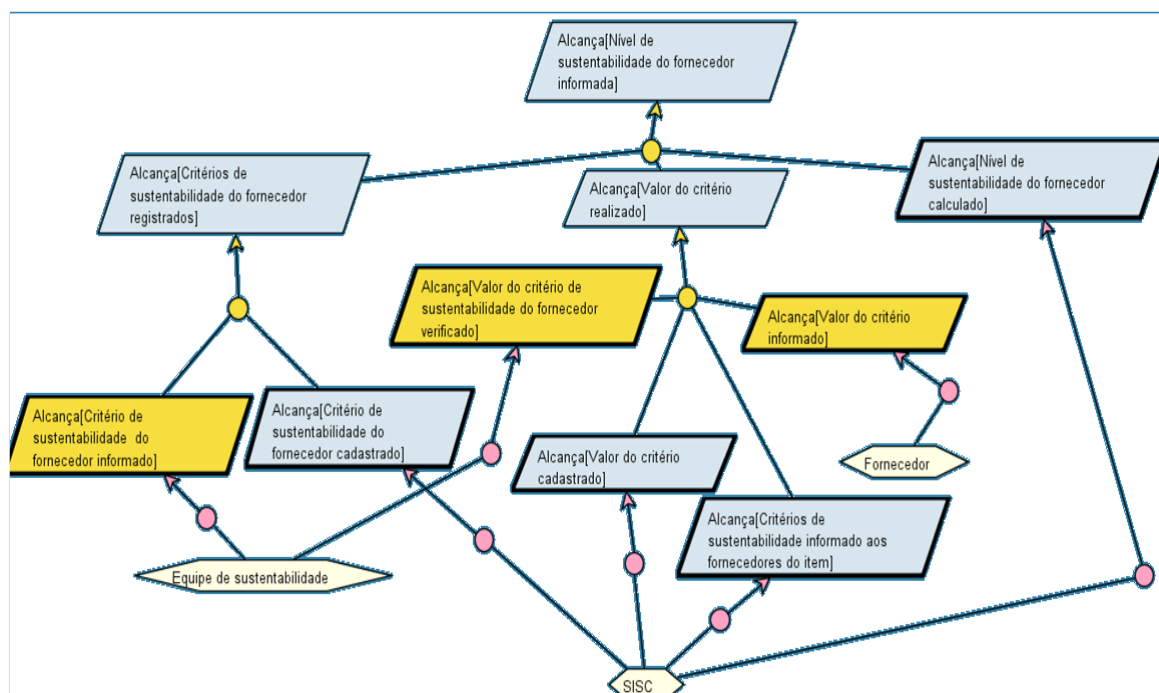 Alcança[Nível de
sustentabilidade do fornecedor
informada]
Alcança[Critérios de
sustentabilidade do fornecedor
registrados]
Alcança[Valor do critério
realizado]
Alcança[Nível de
sustentabilidade do fornecedor
calculado]
Alcança[Valor do critério de
sustentabilidade do fornecedor
verificado]
Alcança[Valor do critério
informado]
Alcança[Critério de
sustentabilidade do
fornecedor informado]
Alcança[Critério de
sustentabilidade do
fornecedor cadastrado]
Alcança[Valor do critério
cadastrado]
Fornecedor
Alcança[Critérios de
sustentabilidade informado aos
fornecedores do item]
Equipe de sustentabilidade
SISC